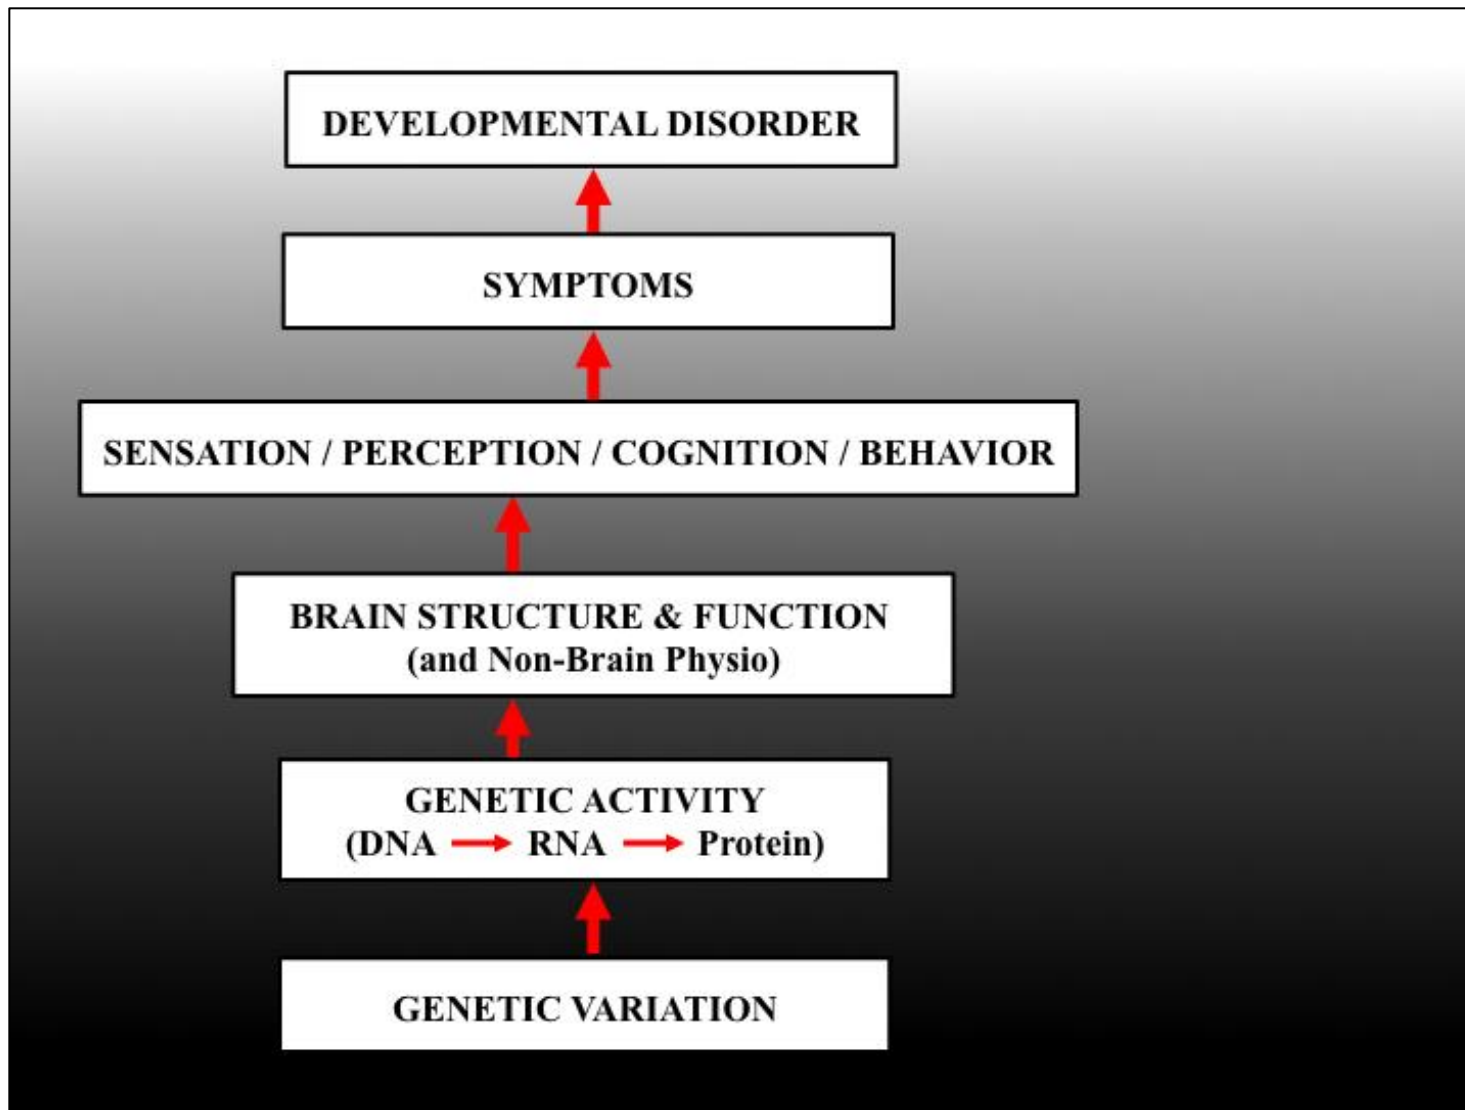 DEVELOPMENTAL DISORDER
SYMPTOMS
SENSATION / PERCEPTION / COGNITION / BEHAVIOR
BRAIN STRUCTURE & FUNCTION
(and Non-Brain Physio)
GENETIC ACTIVITY
(DNA → RNA → Protein)
GENETIC VARIATION